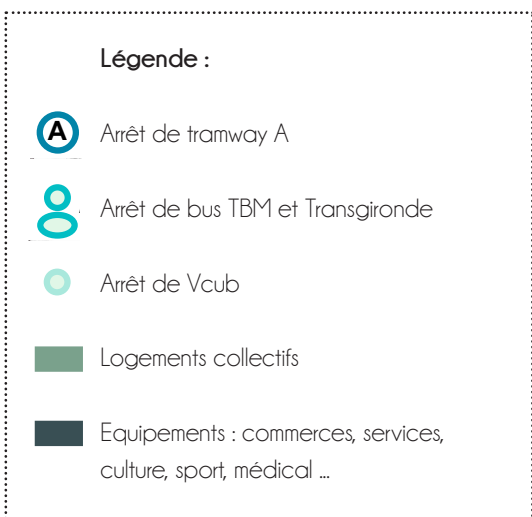 Légende :
A Arrêt de tramway A
Arrêt de bus TBM et Transgironde
Arrêt de Vcub
Logements collectifs
Equipements : commerces, services,
culture, sport, médical ...